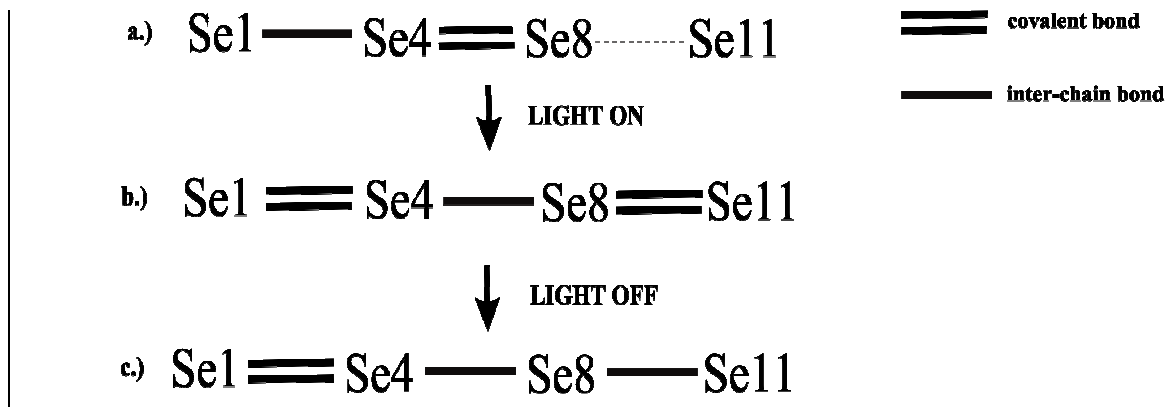 a.) Se1 Se4 Se8 Se11
covalent bond
LIGHT ON
inter-chain bond
b.) Se1 Se4 Se8 Se11
LIGHT OFF
c.) Se1 Se4 Se8 Se11